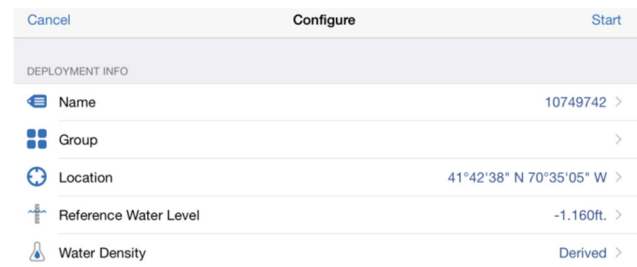 Cancel Configure Start
DEPLOYMENT INFO
Name 10749742
Group
Location 41°42'38" N 70°35'05" W
Reference Water Level -1.160ft.
Water Density Derived